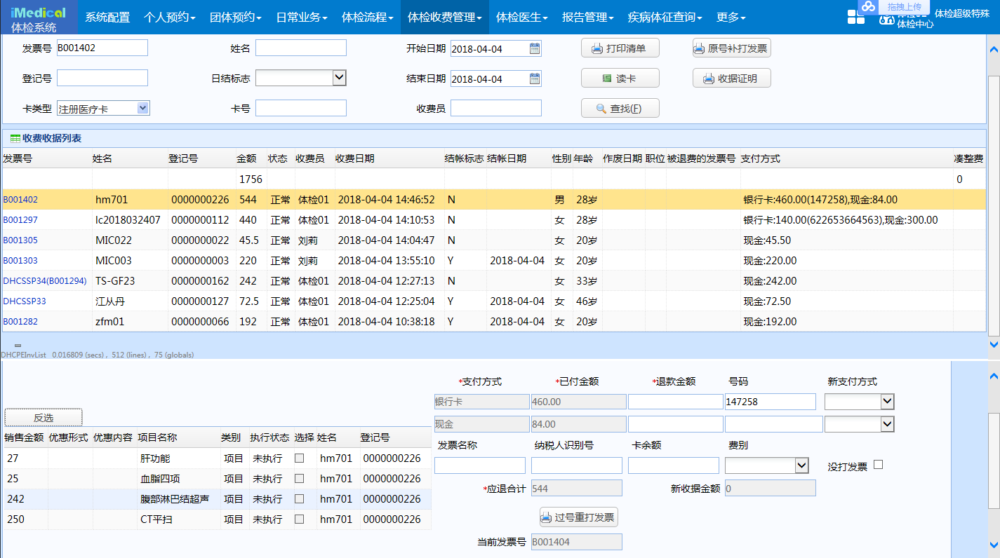 iMedical
体检系统
系统配置 个人预约 团体预约 日常业务 体检流程 体检收费管理 体检医生 报告管理 疾病体征查询 更多
拖拽上传
体检超级特殊
体检中心
发票号 B001402 姓名 开始日期 2018-04-04 打印清单 原号补打发票
登记号 日结标志 结束日期 2018-04-04 读卡 收据证明
卡类型 注册医疗卡 卡号 收费员 查找(F)
收费收据列表
发票号 姓名 登记号 金额 状态 收费员 收费日期 结帐标志 结帐日期 性别 年龄 作废日期 职位 被退费的发票号 支付方式 凑整费
1756 0
B001402 hm701 0000000226 544 正常 体检01 2018-04-04 14:46:52 N 男 28岁 银行卡:460.00(147258),现金:84.00
B001297 lc2018032407 0000000112 440 正常 体检01 2018-04-04 14:10:53 N 女 28岁 银行卡:140.00(622653664563),现金:300.00
B001305 MIC022 0000000022 45.5 正常 刘莉 2018-04-04 14:04:47 N 女 20岁 现金:45.50
B001303 MIC003 0000000003 220 正常 刘莉 2018-04-04 13:55:10 Y 2018-04-04 女 20岁 现金:220.00
DHCSSP34(B001294) TS-GF23 0000000162 242 正常 体检01 2018-04-04 12:27:13 N 女 33岁 现金:242.00
DHCSSP33 江从丹 0000000127 72.5 正常 体检01 2018-04-04 12:25:04 Y 2018-04-04 女 46岁 现金:72.50
B001282 zfm01 0000000066 192 正常 体检01 2018-04-04 10:38:18 Y 2018-04-04 女 20岁 现金:192.00
DHCPEInvList 0.016809 (secs) , 512 (lines) , 75 (globals)
*支付方式 *已付金额 *退款金额 号码 新支付方式
银行卡 460.00 147258
现金 84.00
发票名称 纳税人识别号 卡余额 费别
没打发票
*应退合计 544 新收据金额 0
过号重打发票
当前发票号 B001404
反选
销售金额 优惠形式 优惠内容 项目名称 类别 执行状态 选择 姓名 登记号
27 肝功能 项目 未执行 hm701 0000000226
25 血脂四项 项目 未执行 hm701 0000000226
242 腹部淋巴结超声 项目 未执行 hm701 0000000226
250 CT平扫 项目 未执行 hm701 0000000226